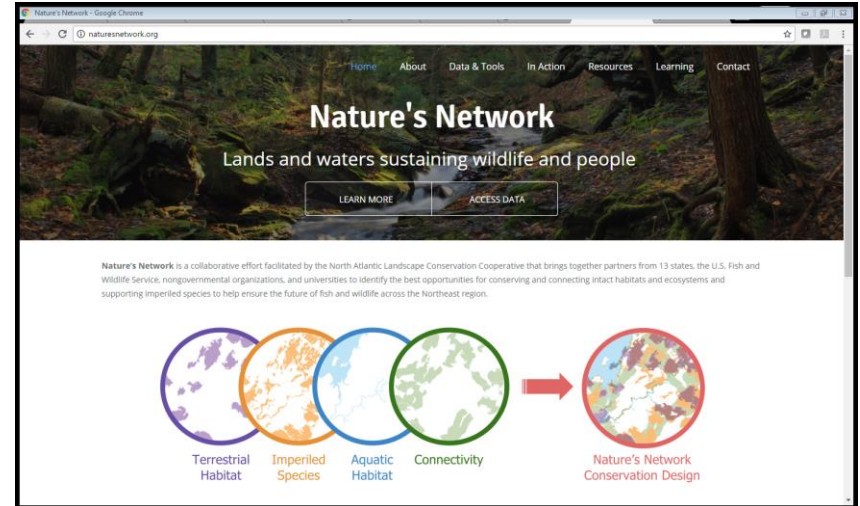 Nature's Network - Google Chrome
naturesnetwork.org
Home About Data & Tools In Action Resources Learning Contact
Nature's Network
Lands and waters sustaining wildlife and people
LEARN MORE ACCESS DATA
Nature's Network is a collaborative effort facilitated by the North Atlantic Landscape Conservation Cooperative that brings together partners from 13 states, the U.S. Fish and
Wildlife Service, nongovernmental organizations, and universities to identify the best opportunities for conserving and connecting intact habitats and ecosystems and
supporting imperiled species to help ensure the future of fish and wildlife across the Northeast region.
Terrestrial Habitat
Imperiled Species
Aquatic Habitat
Connectivity
Nature's Network Conservation Design